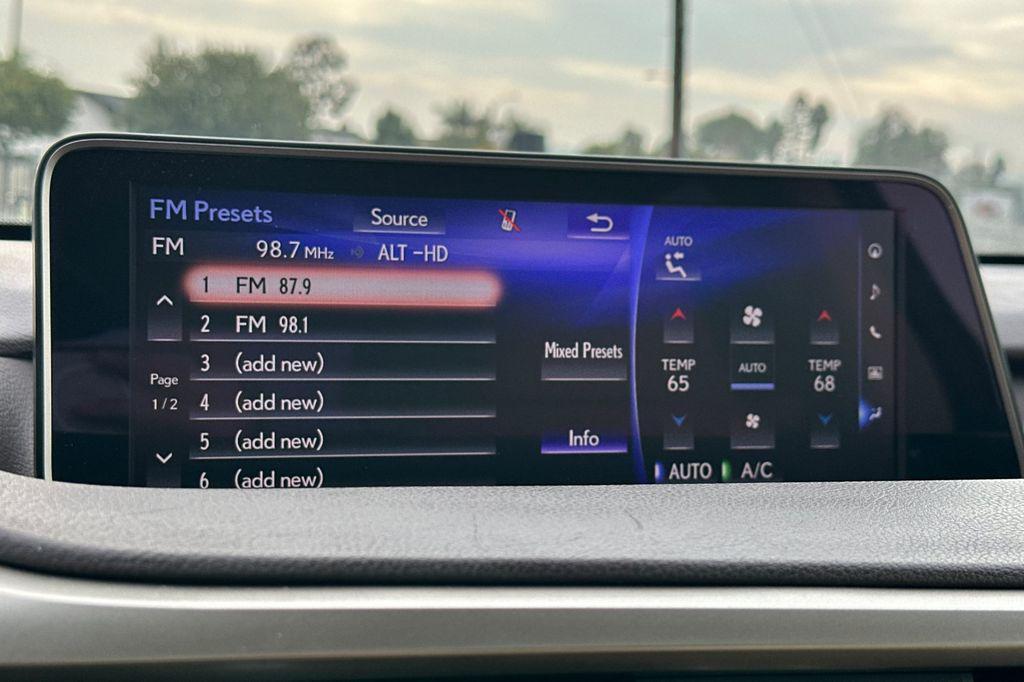 FM Presets
Source
FM 98.7 MHz ALT -HD
1 FM 87.9
2 FM 98.1
3 (add new)
4 (add new)
5 (add new)
6 (add new)
Page
1/2
Mixed Presets
Info
AUTO
TEMP
65
AUTO
TEMP
68
AUTO A/C